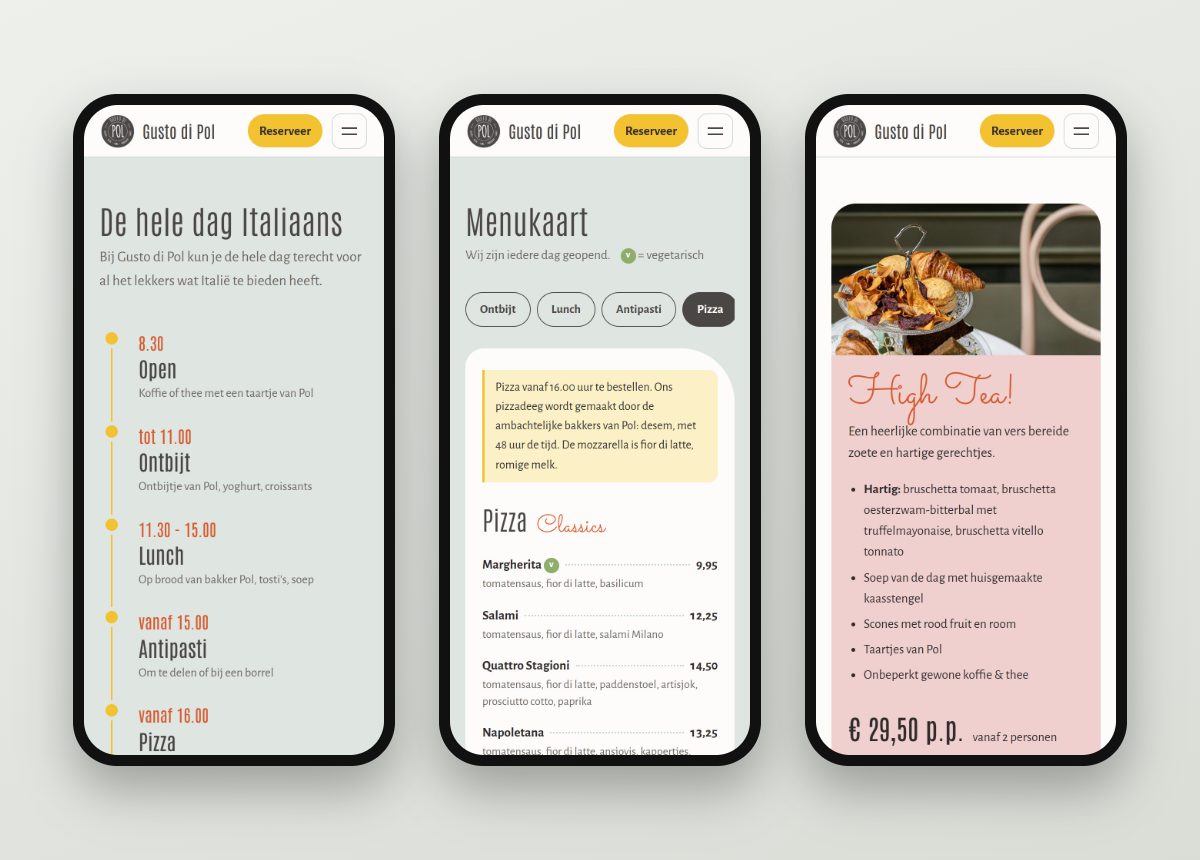 POL
Gusto di Pol
Reserveer
De hele dag Italiaans
Bij Gusto di Pol kun je de hele dag terecht voor
al het lekkers wat Italië te bieden heeft.
8.30
Open
Koffie of thee met een taartje van Pol
tot 11.00
Ontbijt
Ontbijtje van Pol, yoghurt, croissants
11.30 - 15.00
Lunch
Op brood van bakker Pol, tosti's, soep
vanaf 15.00
Antipasti
Om te delen of bij een borrel
vanaf 16.00
Pizza
POL
Gusto di Pol
Reserveer
Menukaart
Wij zijn iedere dag geopend. v = vegetarisch
Ontbijt
Lunch
Antipasti
Pizza
Pizza vanaf 16.00 uur te bestellen. Ons
pizzadeeg wordt gemaakt door de
ambachtelijke bakkers van Pol: desem, met
48 uur de tijd. De mozzarella is fior di latte,
romige melk.
Pizza Classics
Margherita v 9,95
tomatensaus, fior di latte, basilicum
Salami 12,25
tomatensaus, fior di latte, salami Milano
Quattro Stagioni 14,50
tomatensaus, fior di latte, paddenstoel, artisjok,
prosciutto cotto, paprika
Napoletana 13,25
tomatensaus, fior di latte, ansjovis, kappertjes,
POL
Gusto di Pol
Reserveer
High Tea!
Een heerlijke combinatie van vers bereide
zoete en hartige gerechtjes.
• Hartig: bruschetta tomaat, bruschetta
oesterzwam-bitterbal met
truffelmayonaise, bruschetta vitello
tonnato
• Soep van de dag met huisgemaakte
kaasstengel
• Scones met rood fruit en room
• Taartjes van Pol
• Onbeperkt gewone koffie & thee
€ 29,50 p.p. vanaf 2 personen